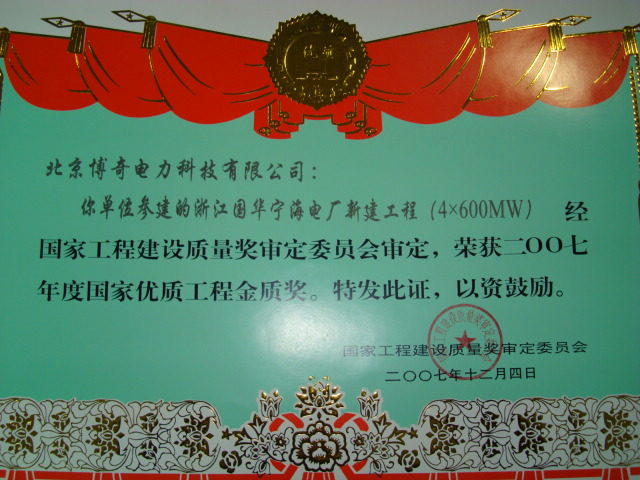 北京博奇电力科技有限公司：
你单位参建的浙江国华宁海电厂新建工程（4×600MW）经
国家工程建设质量奖审定委员会审定，荣获二〇〇七
年度国家优质工程金质奖。特发此证，以资鼓励。
国家工程建设质量奖审定委员会
二〇〇七年十二月四日